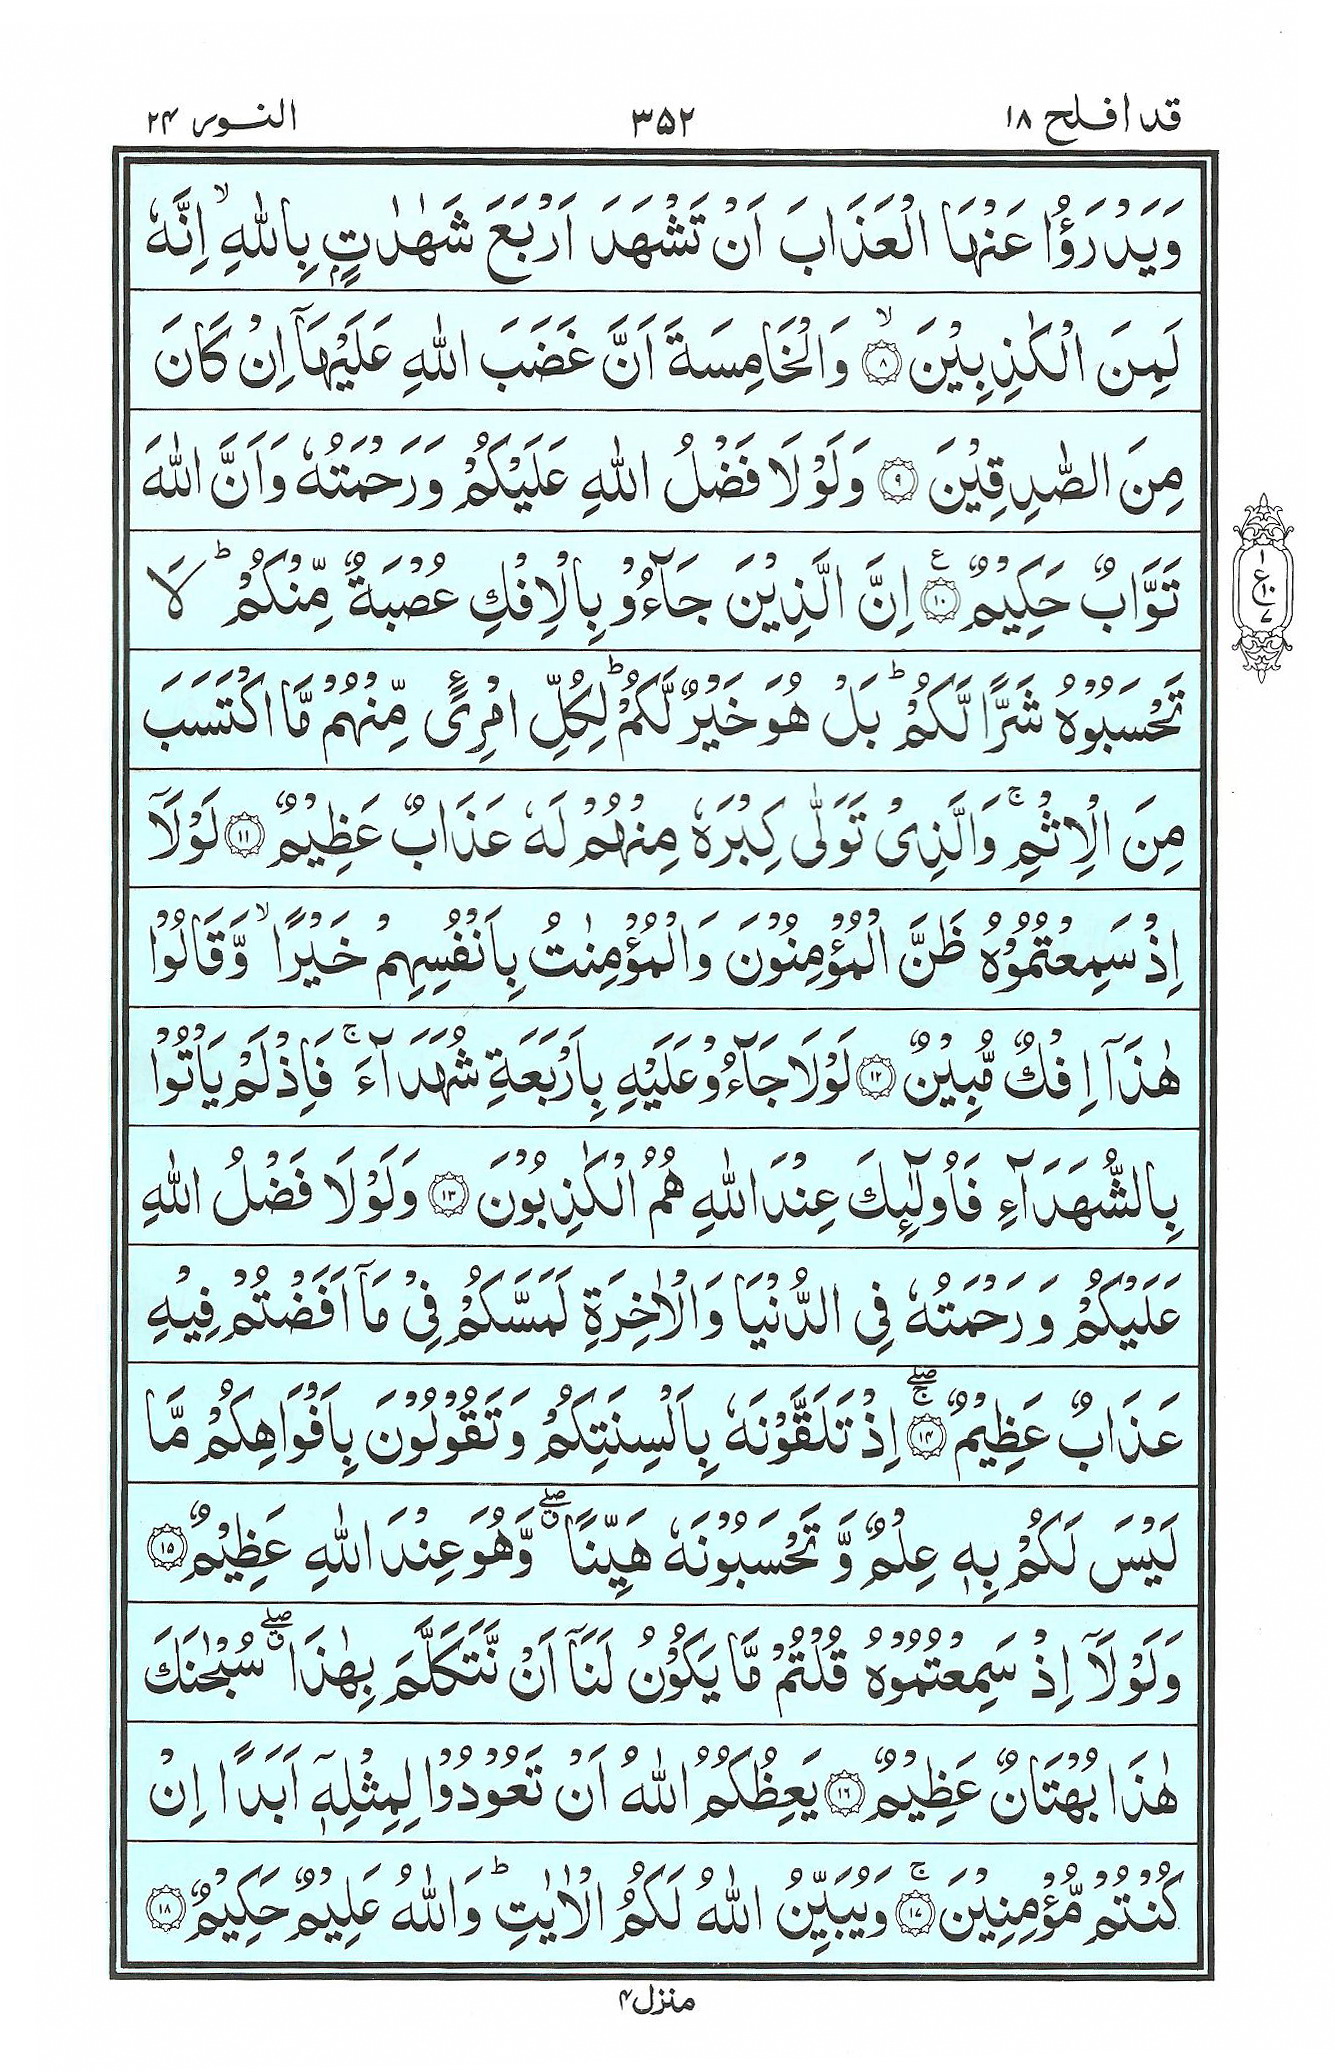 قد افلح ١٨
٣٥٢
النور ٢٤
وَيَدْرَؤُا عَنْهَا الْعَذَابَ اَنْ تَشْهَدَ اَرْبَعَ شَهٰدٰتٍۭ بِاللّٰهِ ۙ اِنَّهٗ
لَمِنَ الْكٰذِبِيْنَ ۙ﴿٨﴾ وَالْخَامِسَةَ اَنَّ غَضَبَ اللّٰهِ عَلَيْهَاۤ اِنْ كَانَ
مِنَ الصّٰدِقِيْنَ ﴿٩﴾ وَلَوْلَا فَضْلُ اللّٰهِ عَلَيْكُمْ وَرَحْمَتُهٗ وَاَنَّ اللّٰهَ
تَوَّابٌ حَكِيْمٌ ﴿١٠﴾ ع اِنَّ الَّذِيْنَ جَآءُوْ بِالْاِفْكِ عُصْبَةٌ مِّنْكُمْ ؕ لَا
تَحْسَبُوْهُ شَرًّا لَّكُمْ ؕ بَلْ هُوَ خَيْرٌ لَّكُمْ ؕ لِكُلِّ امْرِئٍ مِّنْهُمْ مَّا اكْتَسَبَ
مِنَ الْاِثْمِ ۚ وَالَّذِىْ تَوَلّٰى كِبْرَهٗ مِنْهُمْ لَهٗ عَذَابٌ عَظِيْمٌ ﴿١١﴾ لَوْلَاۤ
اِذْ سَمِعْتُمُوْهُ ظَنَّ الْمُؤْمِنُوْنَ وَالْمُؤْمِنٰتُ بِاَنْفُسِهِمْ خَيْرًا ۙ وَّقَالُوْا
هٰذَاۤ اِفْكٌ مُّبِيْنٌ ﴿١٢﴾ لَوْلَا جَآءُوْ عَلَيْهِ بِاَرْبَعَةِ شُهَدَآءَ ۚ فَاِذْ لَمْ يَاْتُوْا
بِالشُّهَدَآءِ فَاُولٰٓئِكَ عِنْدَ اللّٰهِ هُمُ الْكٰذِبُوْنَ ﴿١٣﴾ وَلَوْلَا فَضْلُ اللّٰهِ
عَلَيْكُمْ وَرَحْمَتُهٗ فِى الدُّنْيَا وَالْاٰخِرَةِ لَمَسَّكُمْ فِىْ مَاۤ اَفَضْتُمْ فِيْهِ
عَذَابٌ عَظِيْمٌ ۚۖ﴿١٤﴾ اِذْ تَلَقَّوْنَهٗ بِاَلْسِنَتِكُمْ وَتَقُوْلُوْنَ بِاَفْوَاهِكُمْ مَّا
لَيْسَ لَكُمْ بِهٖ عِلْمٌ وَّتَحْسَبُوْنَهٗ هَيِّنًا ۖق وَّهُوَ عِنْدَ اللّٰهِ عَظِيْمٌ ﴿١٥﴾
وَلَوْلَاۤ اِذْ سَمِعْتُمُوْهُ قُلْتُمْ مَّا يَكُوْنُ لَنَاۤ اَنْ نَّتَكَلَّمَ بِهٰذَا ۖق سُبْحٰنَكَ
هٰذَا بُهْتَانٌ عَظِيْمٌ ﴿١٦﴾ يَعِظُكُمُ اللّٰهُ اَنْ تَعُوْدُوْا لِمِثْلِهٖۤ اَبَدًا اِنْ
كُنْتُمْ مُّؤْمِنِيْنَ ۚ﴿١٧﴾ وَيُبَيِّنُ اللّٰهُ لَكُمُ الْاٰيٰتِ ؕ وَاللّٰهُ عَلِيْمٌ حَكِيْمٌ ﴿١٨﴾
١
ع ١٠
٧
منزل ٤